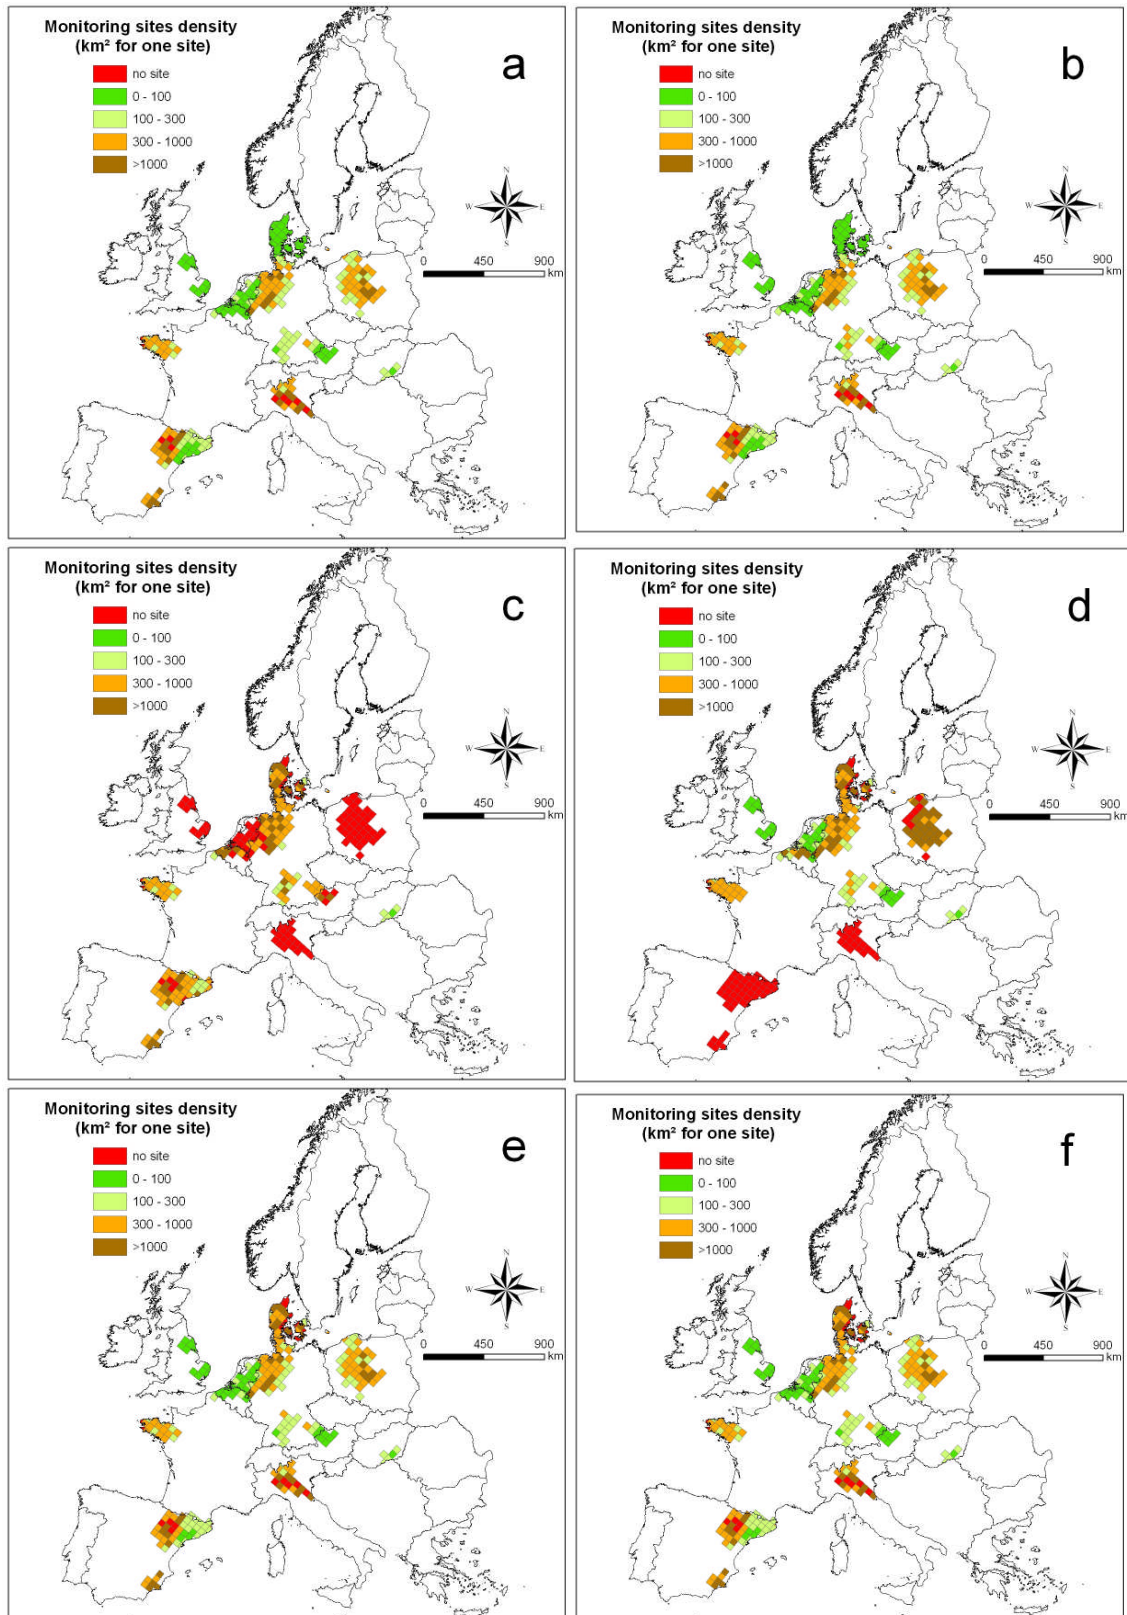 Monitoring sites density
(km² for one site)
no site
0 - 100
100 - 300
300 - 1000
>1000
a
N
W E
S
0 450 900
km
Monitoring sites density
(km² for one site)
no site
0 - 100
100 - 300
300 - 1000
>1000
b
N
W E
S
0 450 900
km
Monitoring sites density
(km² for one site)
no site
0 - 100
100 - 300
300 - 1000
>1000
c
N
W E
S
0 450 900
km
Monitoring sites density
(km² for one site)
no site
0 - 100
100 - 300
300 - 1000
>1000
d
N
W E
S
0 450 900
km
Monitoring sites density
(km² for one site)
no site
0 - 100
100 - 300
300 - 1000
>1000
e
N
W E
S
0 450 900
km
Monitoring sites density
(km² for one site)
no site
0 - 100
100 - 300
300 - 1000
>1000
f
N
W E
S
0 450 900
km